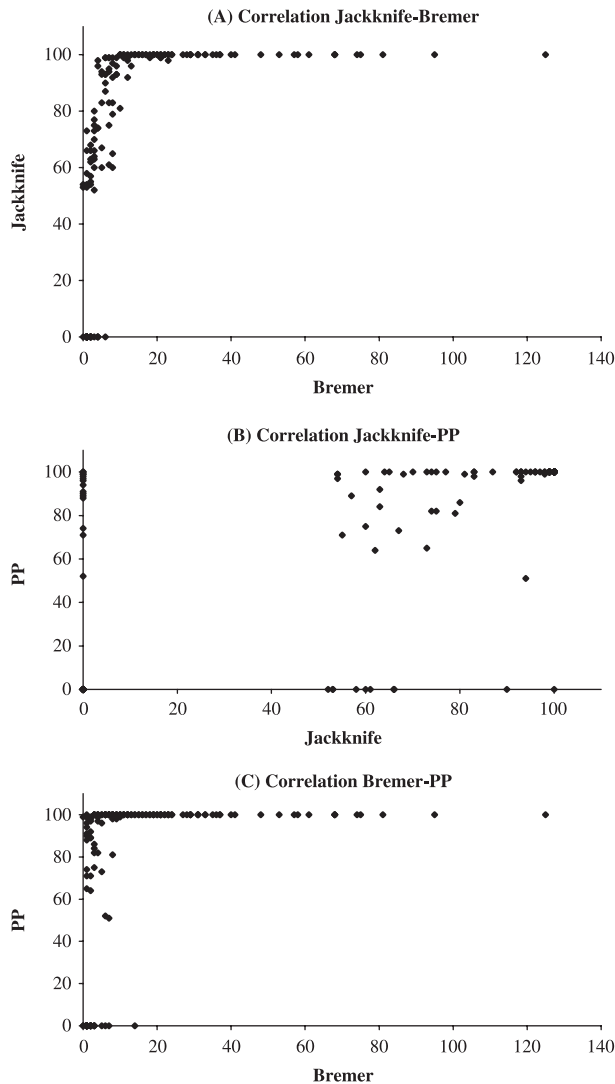 (A) Correlation Jackknife-Bremer
100
80
60
40
20
0
Jackknife
0 20 40 60 80 100 120 140
Bremer
(B) Correlation Jackknife-PP
100
80
60
40
20
0
PP
0 20 40 60 80 100
Jackknife
(C) Correlation Bremer-PP
100
80
60
40
20
0
PP
0 20 40 60 80 100 120 140
Bremer